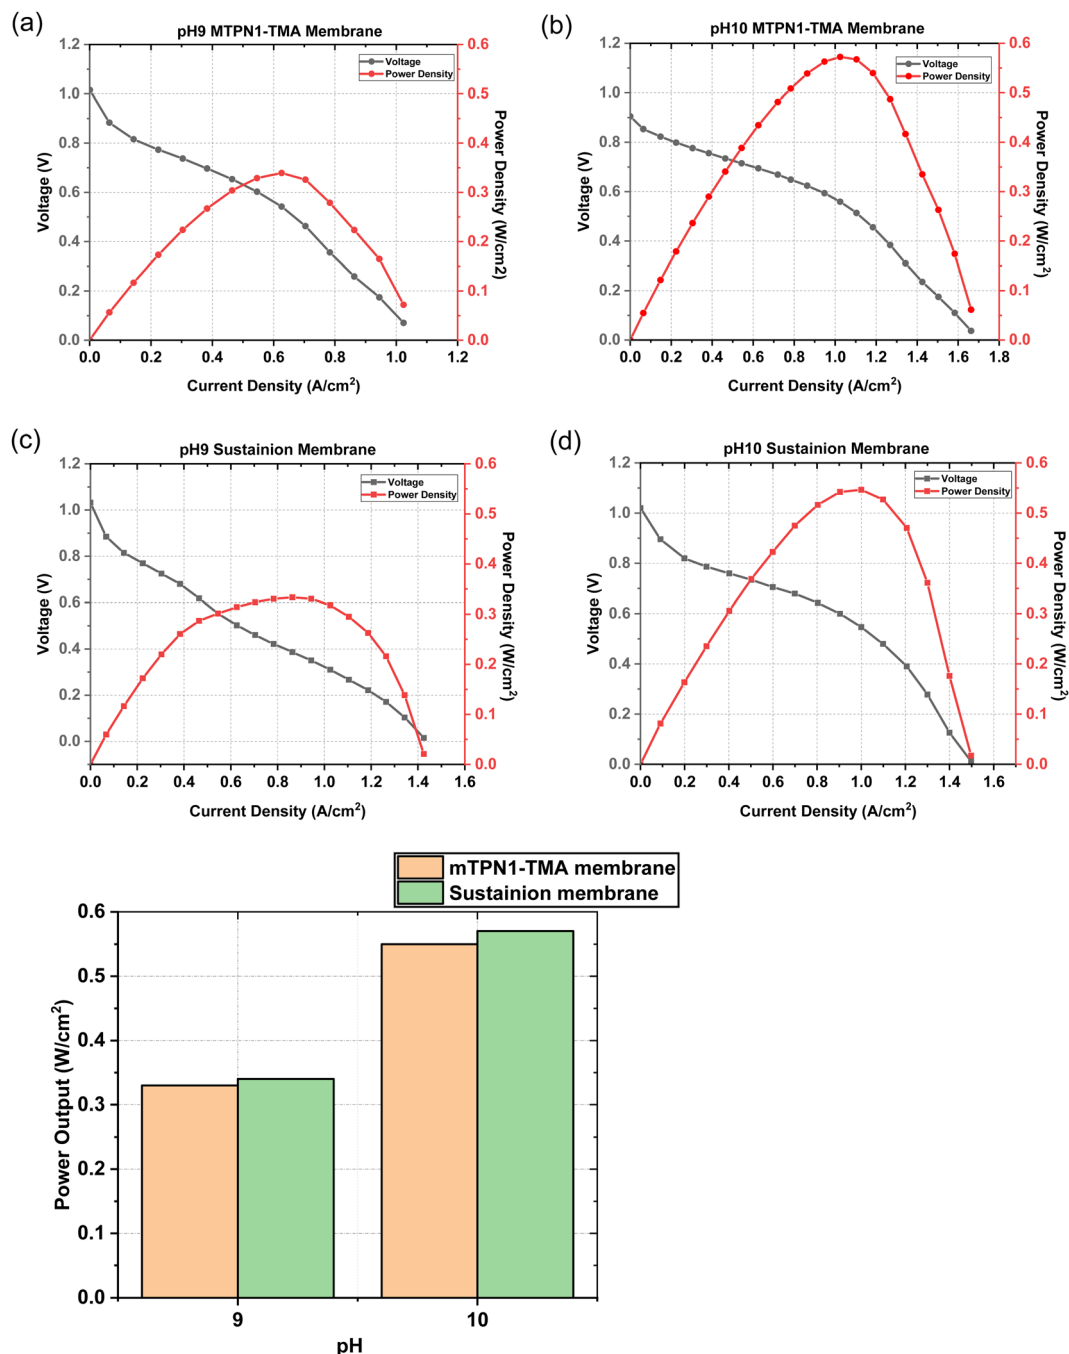 (a)
pH9 MTPN1-TMA Membrane
1.2
1.0
0.8
0.6
0.4
0.2
0.0
Voltage (V)
Voltage
Power Density
0.6
0.5
0.4
0.3
0.2
0.1
0.0
Power Density (W/cm2)
0.0 0.2 0.4 0.6 0.8 1.0 1.2
Current Density (A/cm²)
(b)
pH10 MTPN1-TMA Membrane
1.2
1.0
0.8
0.6
0.4
0.2
0.0
Voltage (V)
Voltage
Power Density
0.6
0.5
0.4
0.3
0.2
0.1
0.0
Power Density (W/cm²)
0.0 0.2 0.4 0.6 0.8 1.0 1.2 1.4 1.6 1.8
Current Density (A/cm²)
(c)
pH9 Sustainion Membrane
1.2
1.0
0.8
0.6
0.4
0.2
0.0
Voltage (V)
Voltage
Power Density
0.6
0.5
0.4
0.3
0.2
0.1
0.0
Power Density (W/cm²)
0.0 0.2 0.4 0.6 0.8 1.0 1.2 1.4 1.6
Current Density (A/cm²)
(d)
pH10 Sustainion Membrane
1.2
1.0
0.8
0.6
0.4
0.2
0.0
Voltage (V)
Voltage
Power Density
0.6
0.5
0.4
0.3
0.2
0.1
0.0
Power Density (W/cm²)
0.0 0.2 0.4 0.6 0.8 1.0 1.2 1.4 1.6
Current Density (A/cm²)
mTPN1-TMA membrane
Sustainion membrane
0.6
0.5
0.4
0.3
0.2
0.1
0.0
Power Output (W/cm²)
9 10
pH